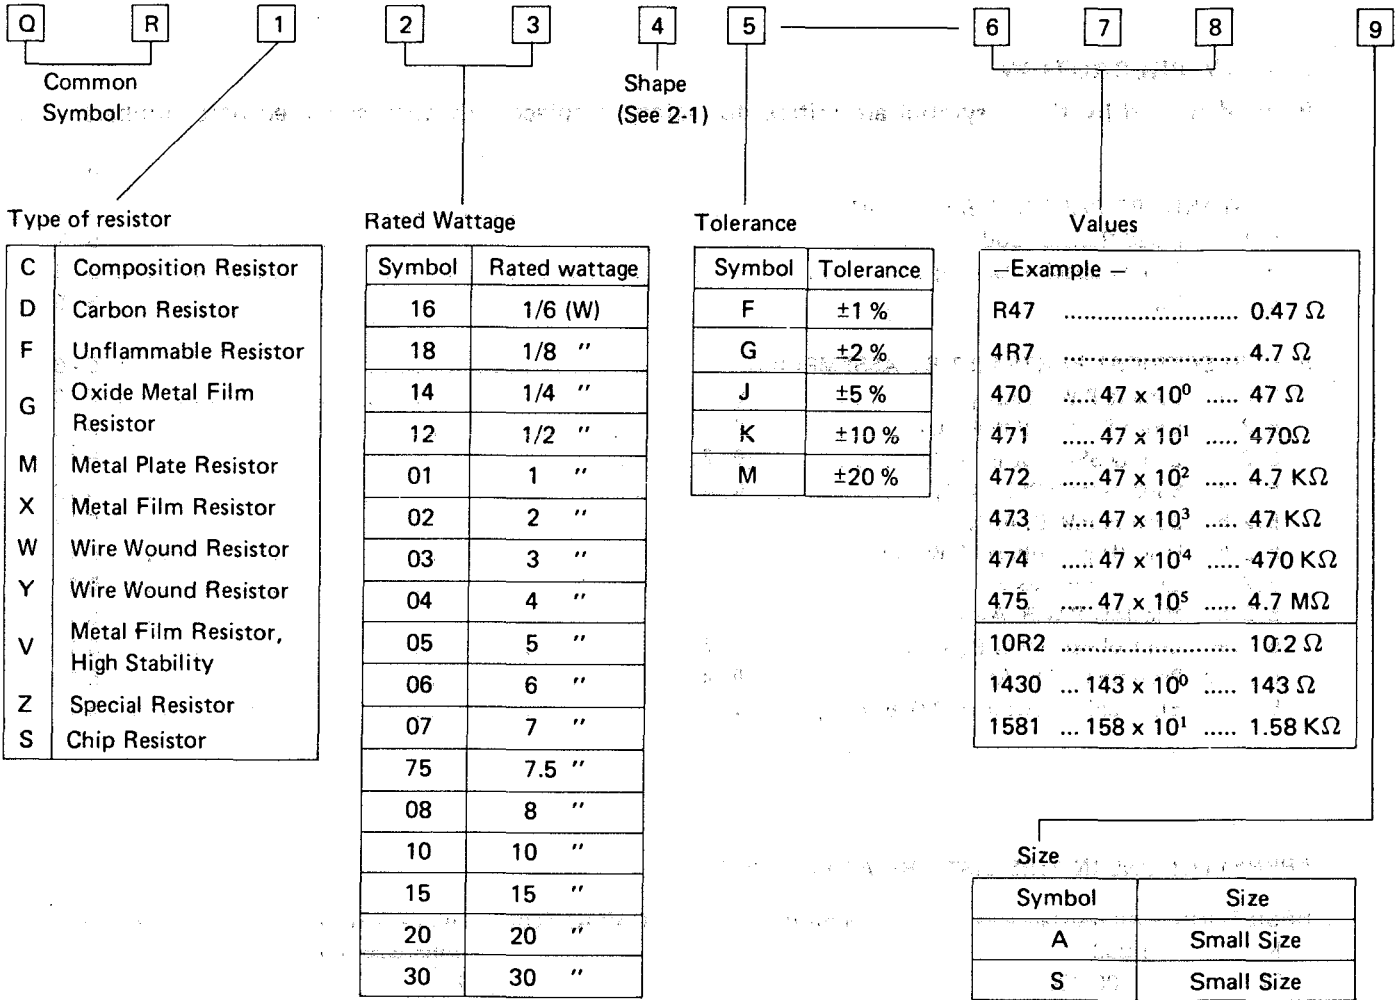 Q R 1 2 3 4 5 6 7 8 9
Common
Symbol
Shape
(See 2-1)
Type of resistor
C Composition Resistor
D Carbon Resistor
F Unflammable Resistor
G Oxide Metal Film
Resistor
M Metal Plate Resistor
X Metal Film Resistor
W Wire Wound Resistor
Y Wire Wound Resistor
V Metal Film Resistor,
High Stability
Z Special Resistor
S Chip Resistor
Rated Wattage
Symbol Rated wattage
16 1/6 (W)
18 1/8 ″
14 1/4 ″
12 1/2 ″
01 1 ″
02 2 ″
03 3 ″
04 4 ″
05 5 ″
06 6 ″
07 7 ″
75 7.5 ″
08 8 ″
10 10 ″
15 15 ″
20 20 ″
30 30 ″
Tolerance
Symbol Tolerance
F ±1 %
G ±2 %
J ±5 %
K ±10 %
M ±20 %
Values
—Example —
R47 .......................... 0.47 Ω
4R7 .......................... 4.7 Ω
470 ..... 47 x 10⁰ ..... 47 Ω
471 ..... 47 x 10¹ ..... 470Ω
472 ..... 47 x 10² ..... 4.7 KΩ
473 ..... 47 x 10³ ..... 47 KΩ
474 ..... 47 x 10⁴ ..... 470 KΩ
475 ..... 47 x 10⁵ ..... 4.7 MΩ
10R2 .......................... 10.2 Ω
1430 ... 143 x 10⁰ ..... 143 Ω
1581 ... 158 x 10¹ ..... 1.58 KΩ
Size
Symbol Size
A Small Size
S Small Size